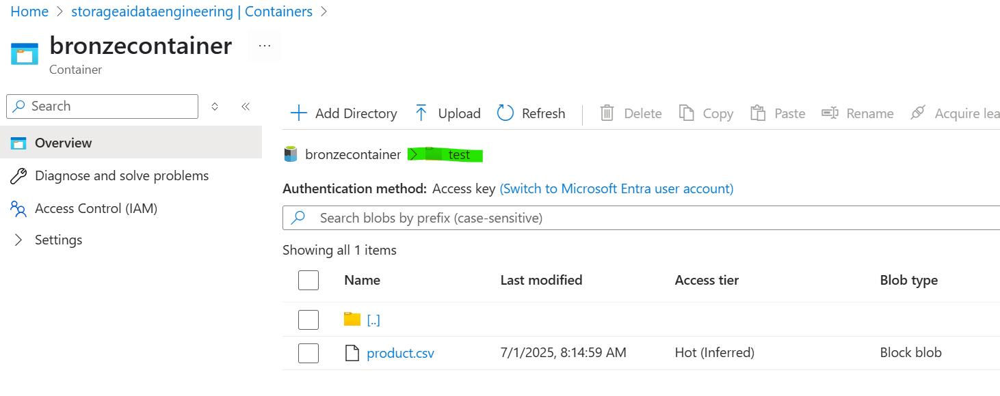 Home > storageaidataengineering | Containers >
bronzecontainer ...
Container
Search
Overview
Diagnose and solve problems
Access Control (IAM)
Settings
Add Directory Upload Refresh Delete Copy Paste Rename Acquire lea
bronzecontainer > test
Authentication method: Access key (Switch to Microsoft Entra user account)
Search blobs by prefix (case-sensitive)
Showing all 1 items
Name Last modified Access tier Blob type
[..]
product.csv 7/1/2025, 8:14:59 AM Hot (Inferred) Block blob